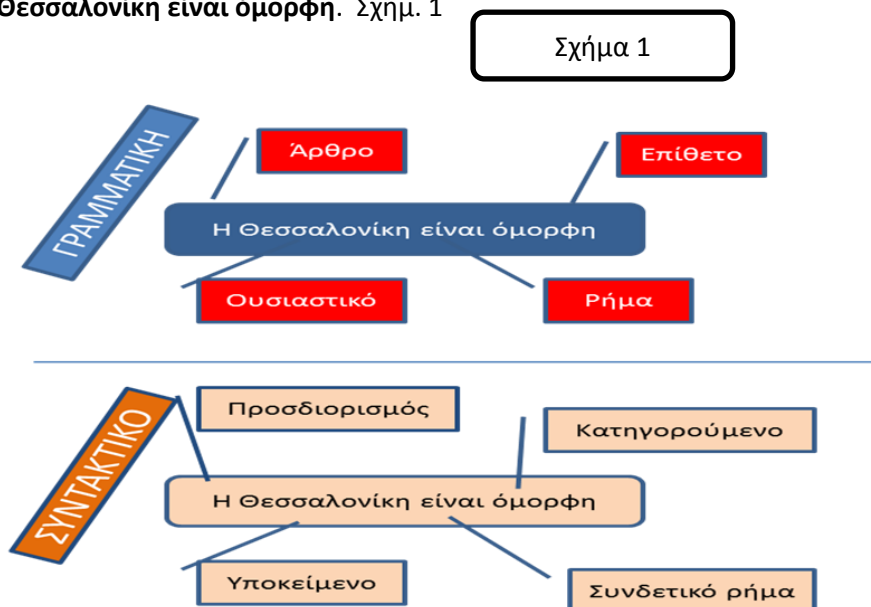 Θεσσαλονίκη είναι όμορφη. Σχημ. 1
Σχήμα 1
ΓΡΑΜΜΑΤΙΚΗ
Άρθρο
Επίθετο
Η Θεσσαλονίκη είναι όμορφη
Ουσιαστικό
Ρήμα
ΣΥΝΤΑΚΤΙΚΟ
Προσδιορισμός
Κατηγορούμενο
Η Θεσσαλονίκη είναι όμορφη
Υποκείμενο
Συνδετικό ρήμα